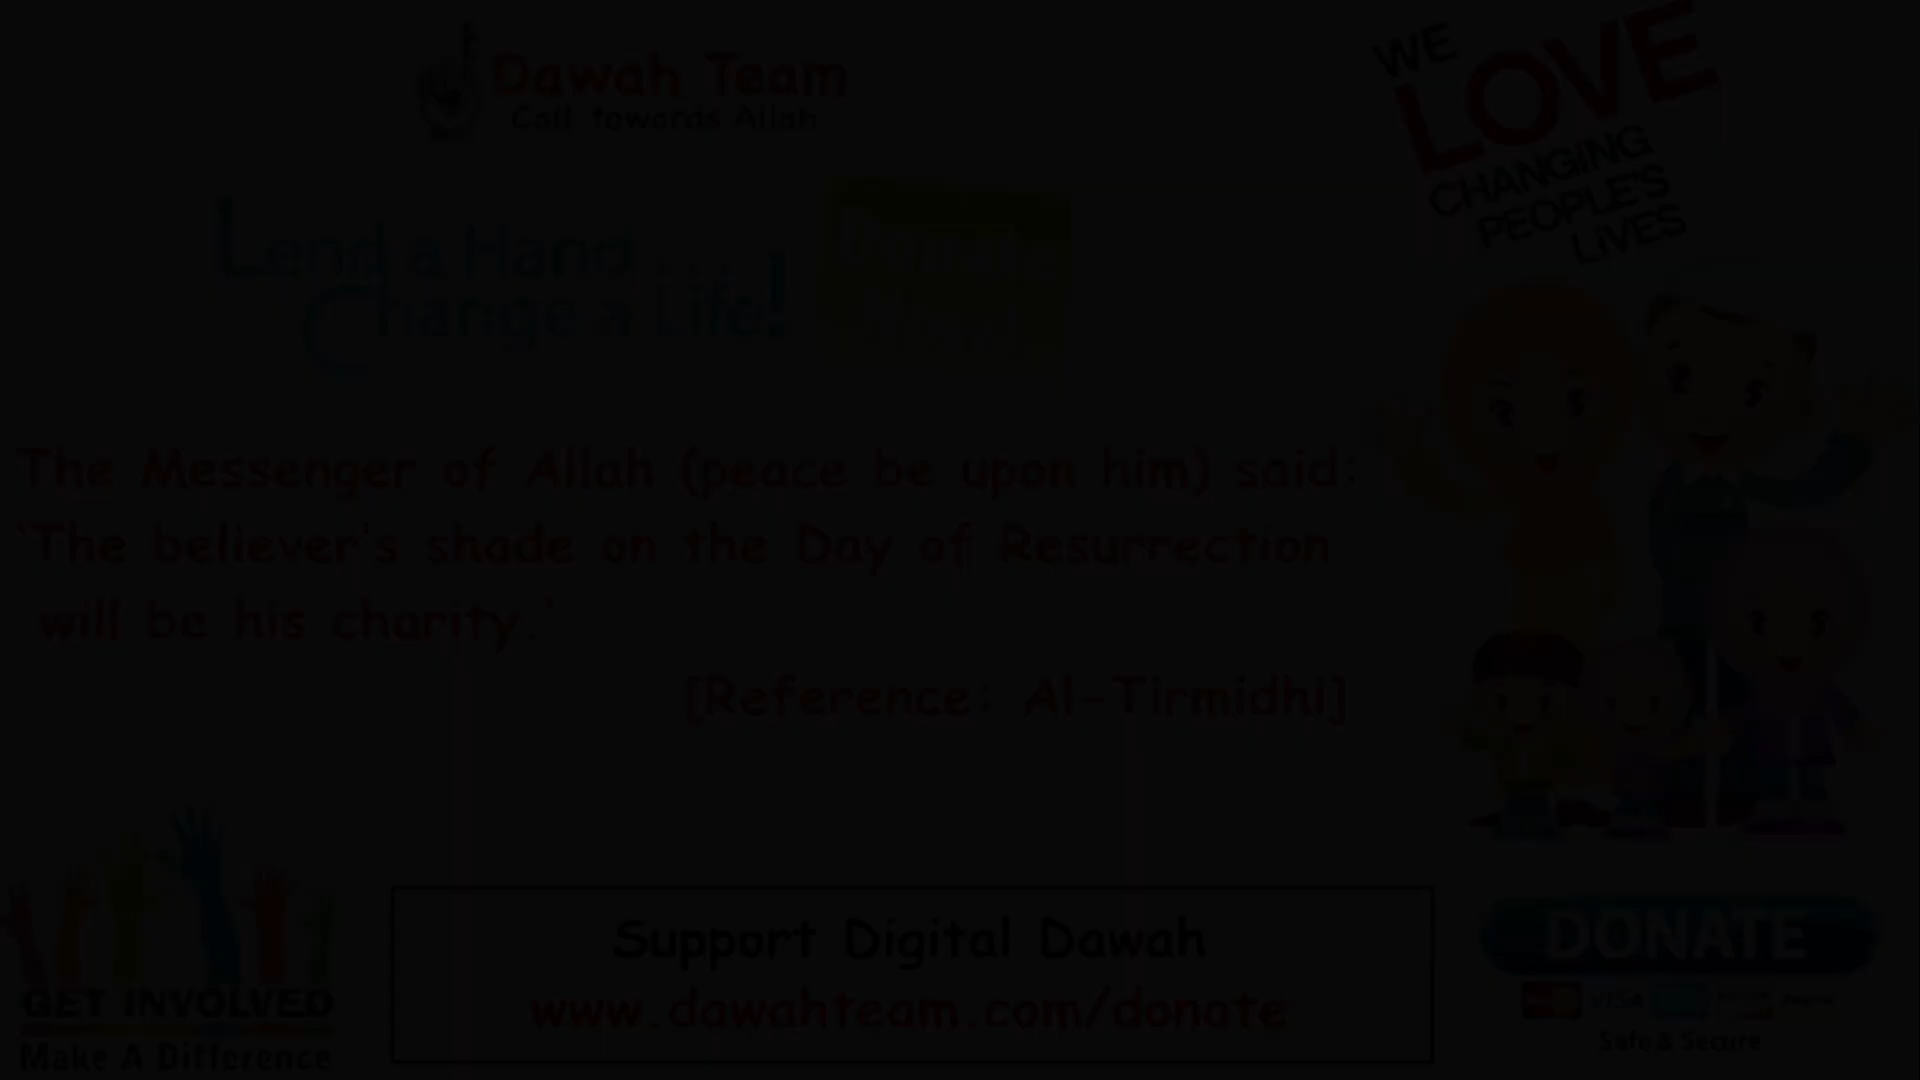 Dawah Team
Call towards Allah
WE
LOVE
CHANGING
PEOPLE'S
LIVES
Lend a Hand
Change a Life!
Donate
The Messenger of Allah (peace be upon him) said:
'The believer's shade on the Day of Resurrection
will be his charity.'
[Reference: Al-Tirmidhi]
GET INVOLVED
Make A Difference
Support Digital Dawah
www.dawahteam.com/donate
DONATE
VISA
Safe & Secure